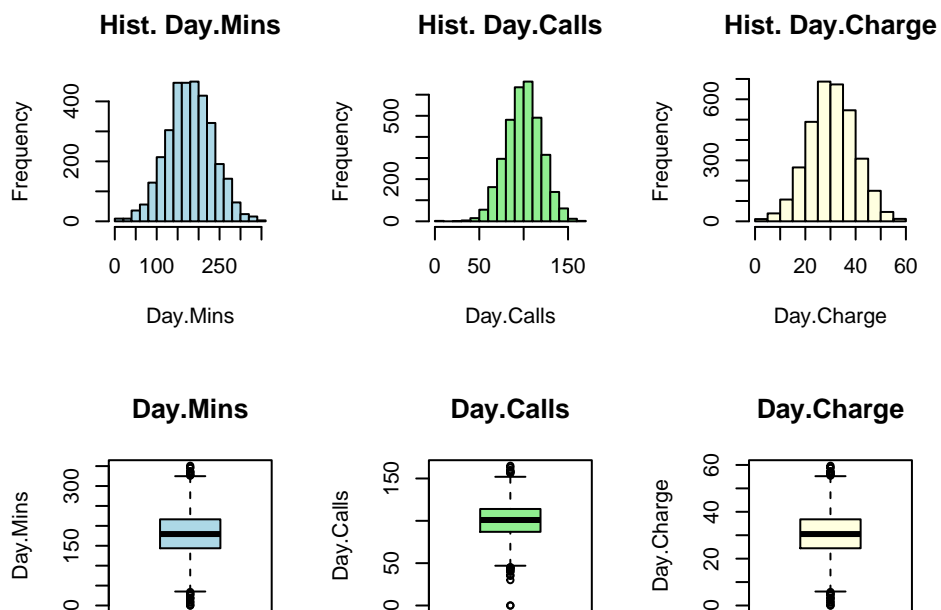 Hist. Day.Mins
Hist. Day.Calls
Hist. Day.Charge
Frequency
0 200 400
0 100 250
Day.Mins
Frequency
0 200 500
0 50 150
Day.Calls
Frequency
0 300 600
0 20 40 60
Day.Charge
Day.Mins
Day.Calls
Day.Charge
Day.Mins
0 150 300
Day.Calls
0 50 150
Day.Charge
0 20 40 60